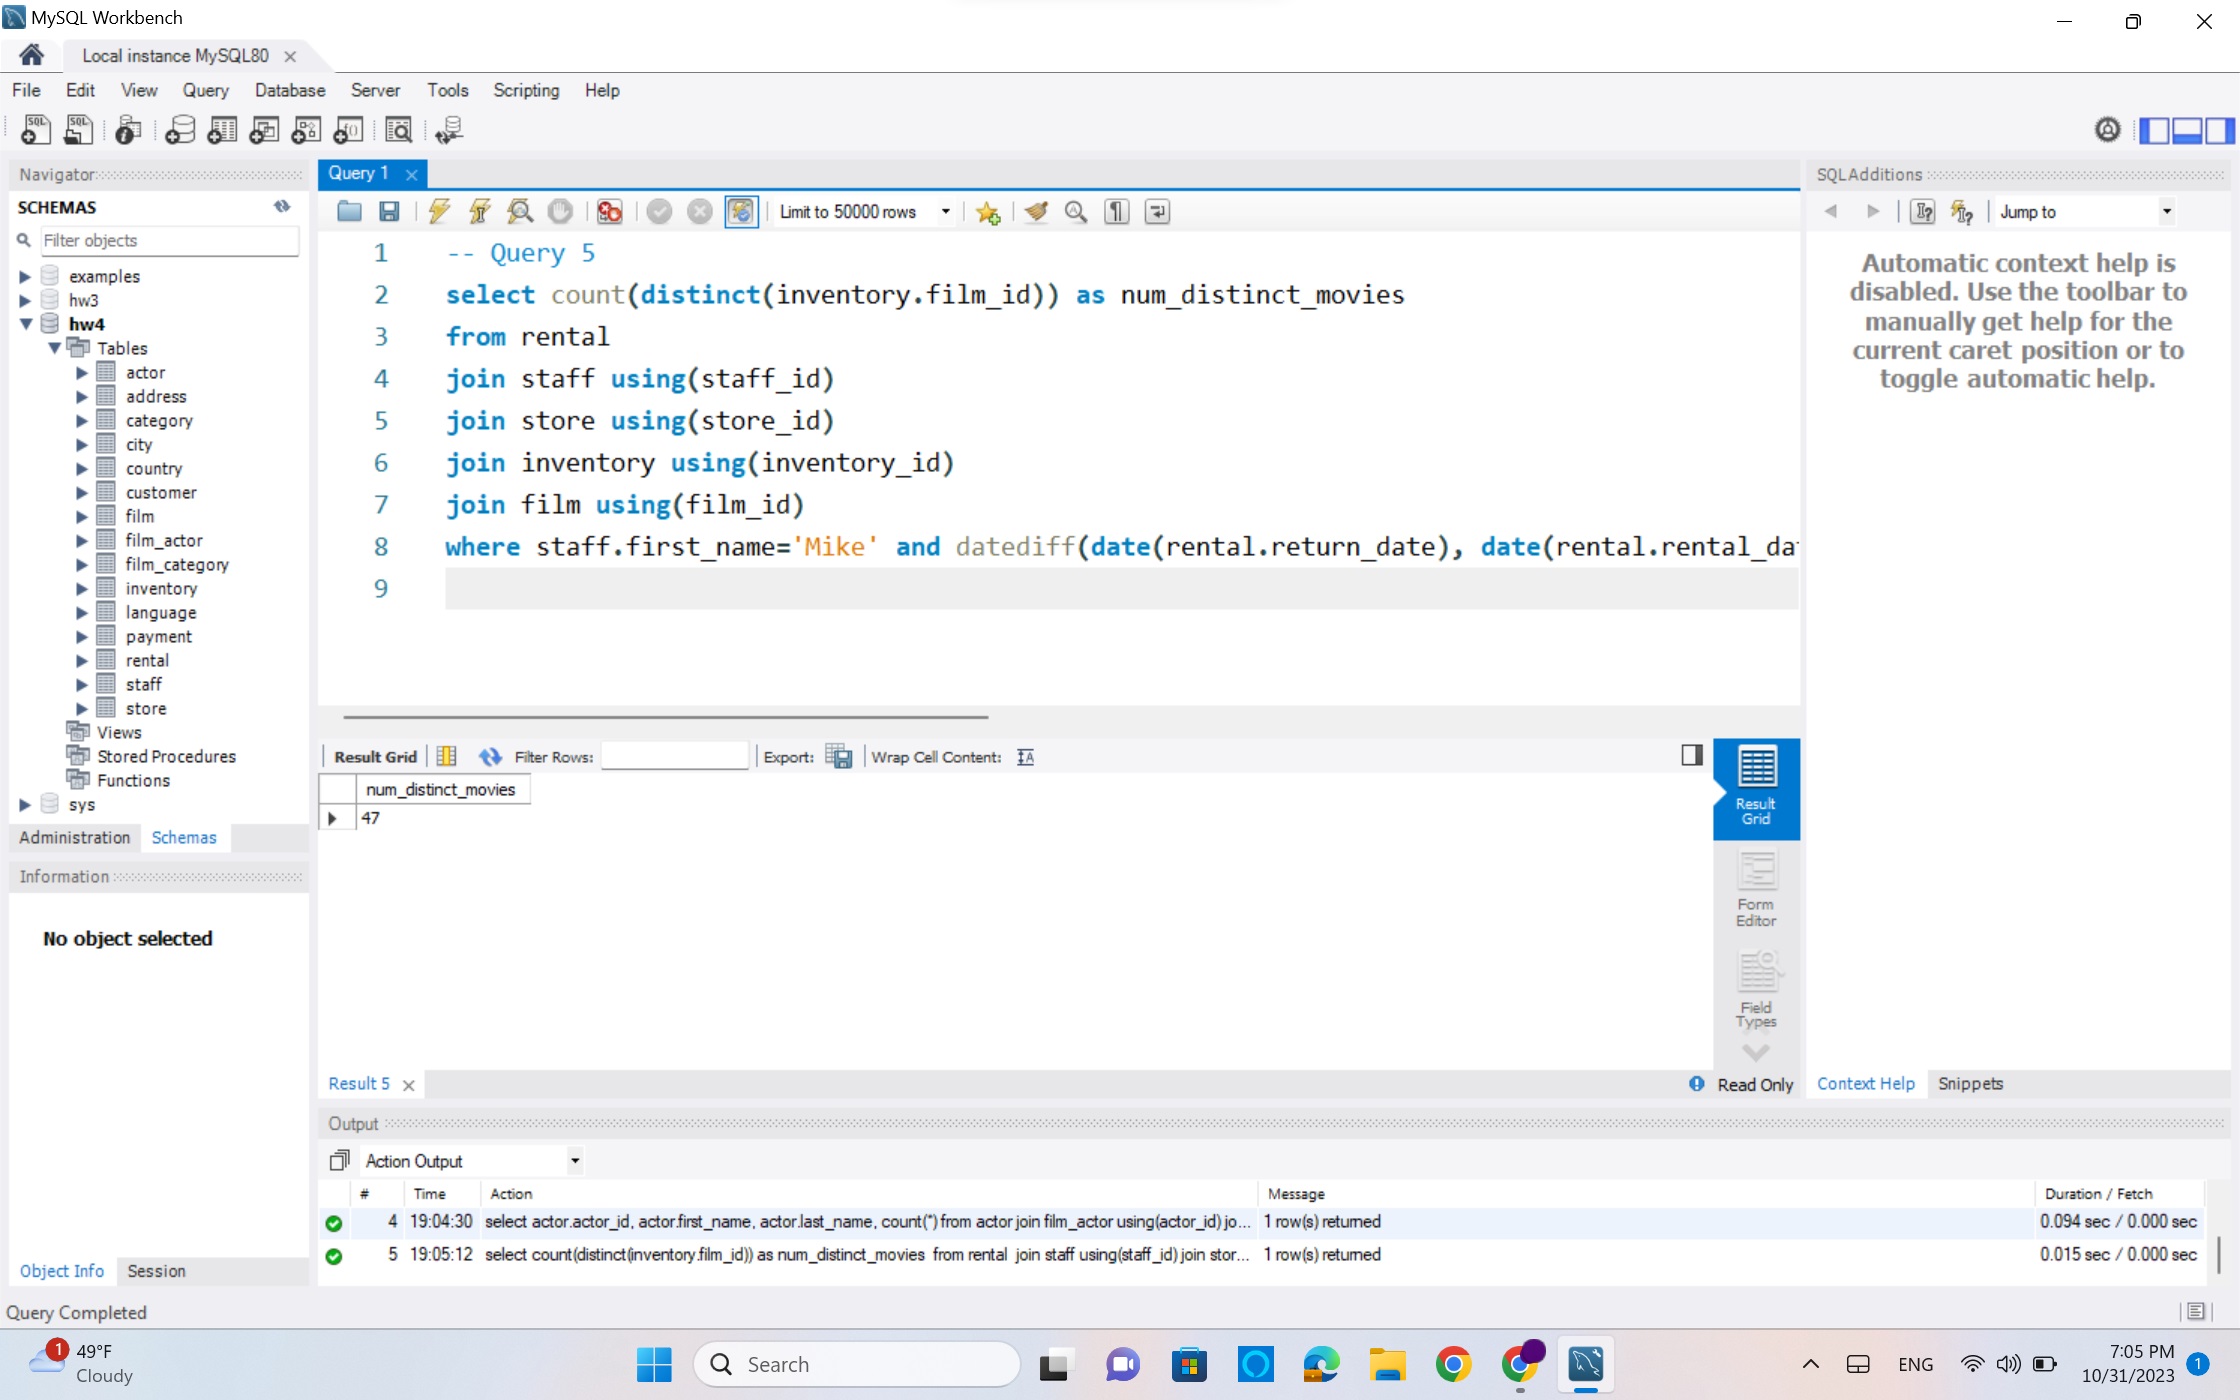 MySQL Workbench
Local instance MySQL80
File Edit View Query Database Server Tools Scripting Help
Navigator
SCHEMAS
Filter objects
examples
hw3
hw4
Tables
actor
address
category
city
country
customer
film
film_actor
film_category
inventory
language
payment
rental
staff
store
Views
Stored Procedures
Functions
sys
Administration Schemas
Information
No object selected
Object Info Session
Query 1
Limit to 50000 rows
1 -- Query 5
2 select count(distinct(inventory.film_id)) as num_distinct_movies
3 from rental
4 join staff using(staff_id)
5 join store using(store_id)
6 join inventory using(inventory_id)
7 join film using(film_id)
8 where staff.first_name='Mike' and datediff(date(rental.return_date), date(rental.rental_da
9
Result Grid Filter Rows: Export: Wrap Cell Content:
num_distinct_movies
47
Result Grid
Form Editor
Field Types
Result 5 Read Only
SQLAdditions
Jump to
Automatic context help is
disabled. Use the toolbar to
manually get help for the
current caret position or to
toggle automatic help.
Context Help Snippets
Output
Action Output
# Time Action Message Duration / Fetch
4 19:04:30 select actor.actor_id, actor.first_name, actor.last_name, count(*) from actor join film_actor using(actor_id) jo... 1 row(s) returned 0.094 sec / 0.000 sec
5 19:05:12 select count(distinct(inventory.film_id)) as num_distinct_movies from rental join staff using(staff_id) join stor... 1 row(s) returned 0.015 sec / 0.000 sec
Query Completed
1
49°F
Cloudy
Search
ENG
7:05 PM
10/31/2023
1